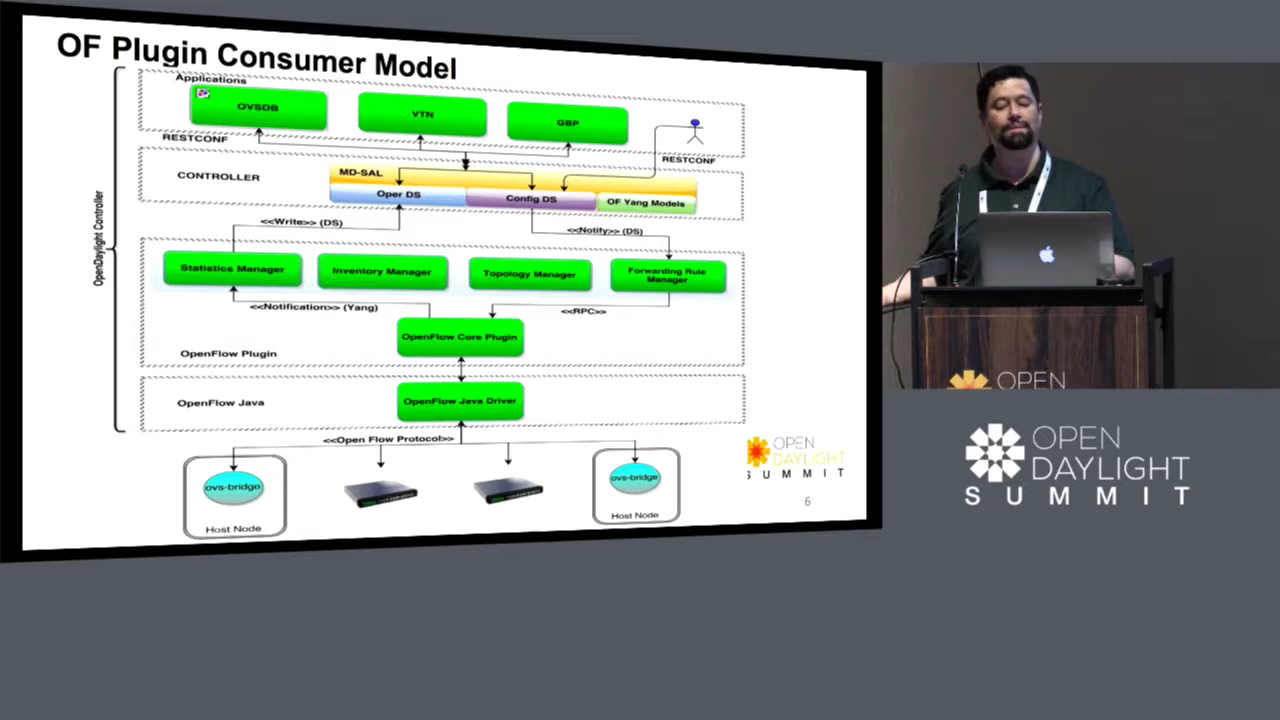 OF Plugin Consumer Model
Applications
OVSDB
VTN
GBP
RESTCONF
RESTCONF
CONTROLLER
MD-SAL
Oper DS
Config DS
OF Yang Models
<<Write>> (DS)
<<Notify>> (DS)
OpenDaylight Controller
Statistics Manager
Inventory Manager
Topology Manager
Forwarding Rule
Manager
<<Notification>> (Yang)
<<RPC>>
OpenFlow Core Plugin
OpenFlow Plugin
OpenFlow Java
OpenFlow Java Driver
<<Open Flow Protocol>>
ovs-bridge
Host Node
ovs-bridge
Host Node
OPEN
DAYLIGHT
SUMMIT
6
OPEN
OPEN
DAYLIGHT
SUMMIT